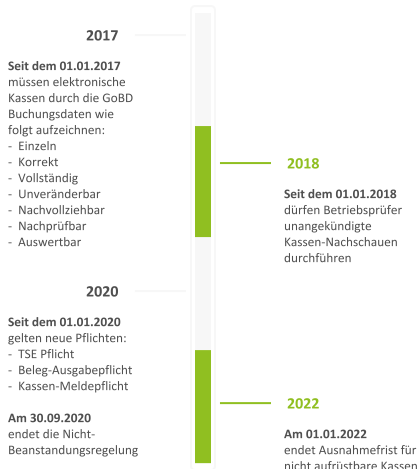 2017
Seit dem 01.01.2017
müssen elektronische
Kassen durch die GoBD
Buchungsdaten wie
folgt aufzeichnen:
- Einzeln
- Korrekt
- Vollständig
- Unveränderbar
- Nachvollziehbar
- Nachprüfbar
- Auswertbar
2018
Seit dem 01.01.2018
dürfen Betriebsprüfer
unangekündigte
Kassen-Nachschauen
durchführen
2020
Seit dem 01.01.2020
gelten neue Pflichten:
- TSE Pflicht
- Beleg-Ausgabepflicht
- Kassen-Meldepflicht
Am 30.09.2020
endet die Nicht-
Beanstandungsregelung
2022
Am 01.01.2022
endet Ausnahmefrist für
nicht aufrüstbare Kassen